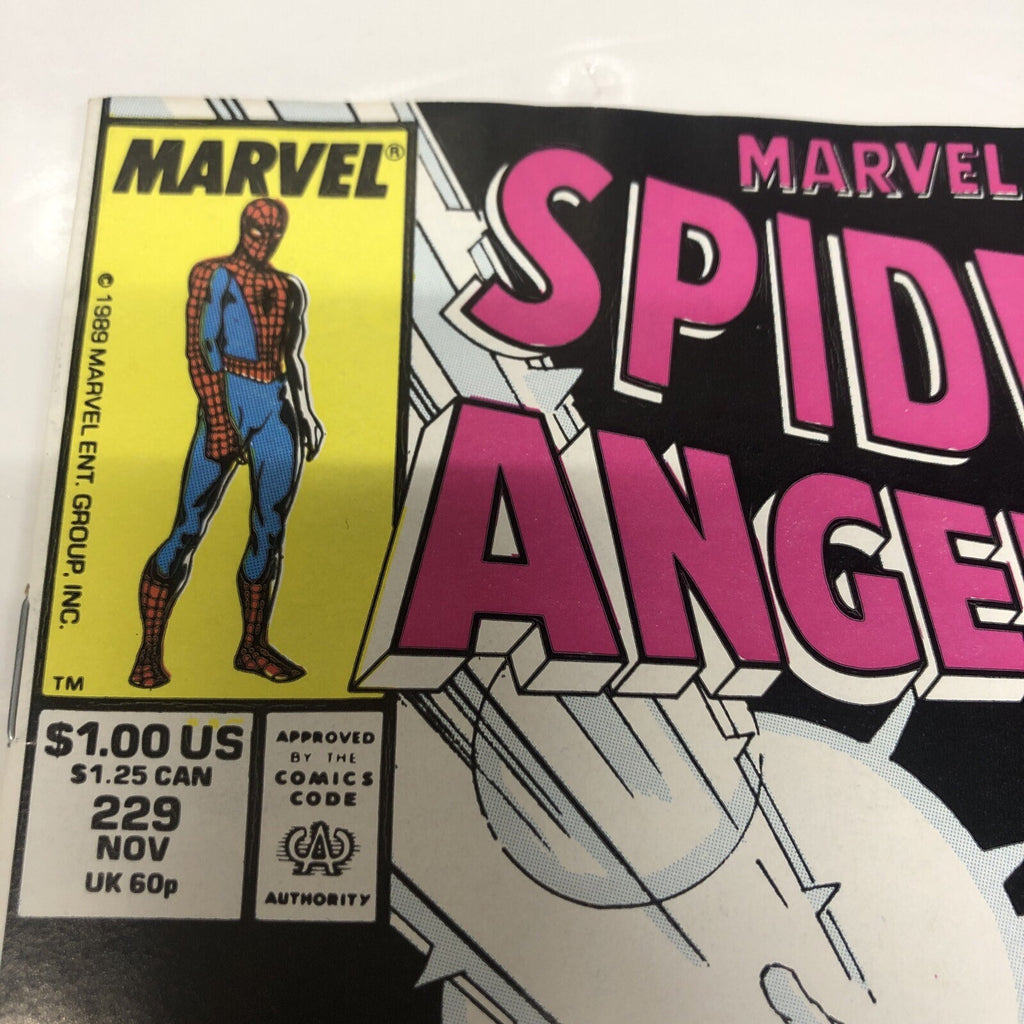 MARVEL®
© 1989 MARVEL ENT. GROUP, INC.
TM
$1.00 US
$1.25 CAN
229
NOV
UK 60p
APPROVED
BY THE
COMICS
CODE
AUTHORITY
MARVEL
SPID
ANGE